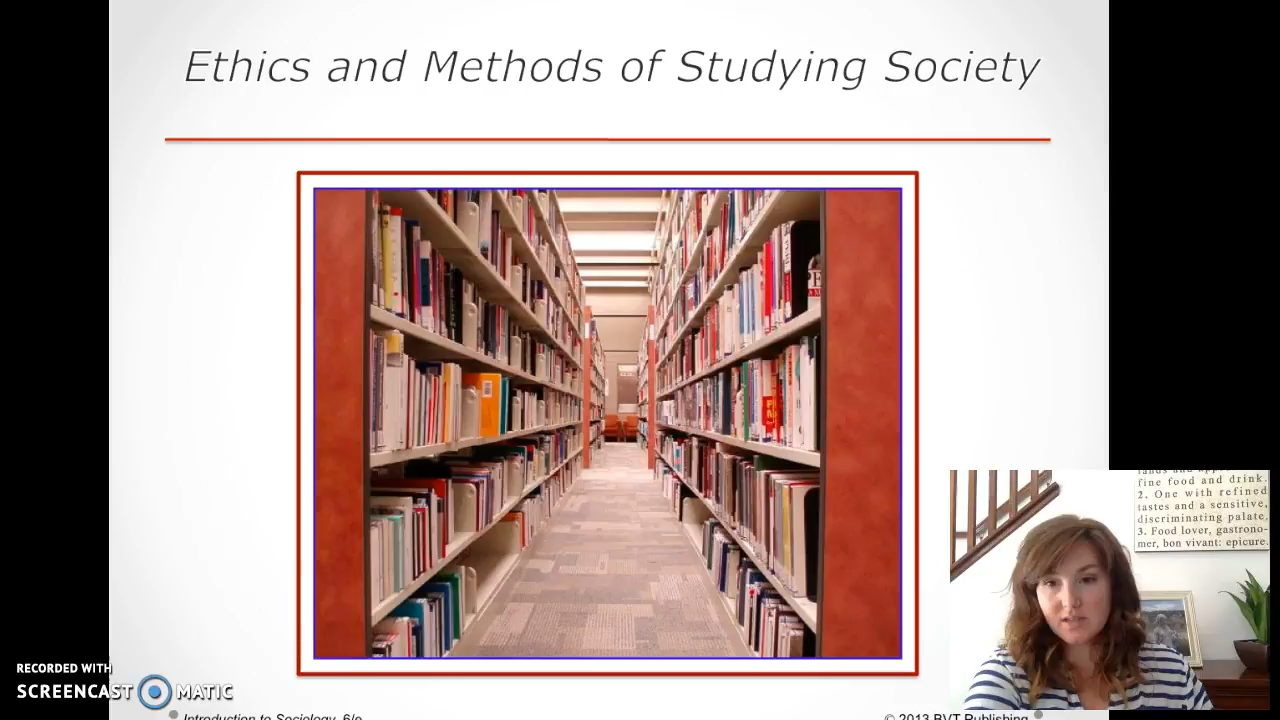 Ethics and Methods of Studying Society
fine food and drink.
2. One with refined
tastes and a sensitive,
discriminating palate.
3. Food lover, gastrono-
mer, bon vivant: epicure.
RECORDED WITH
SCREENCAST MATIC
Introduction to Sociology, 6/e
© 2013 BVT Publishing